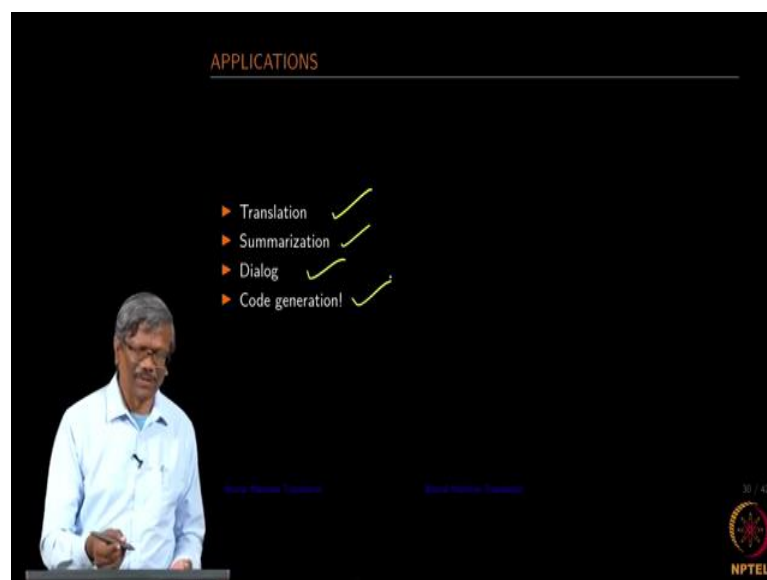 APPLICATIONS
Translation
Summarization
Dialog
Code generation!
NPTEL